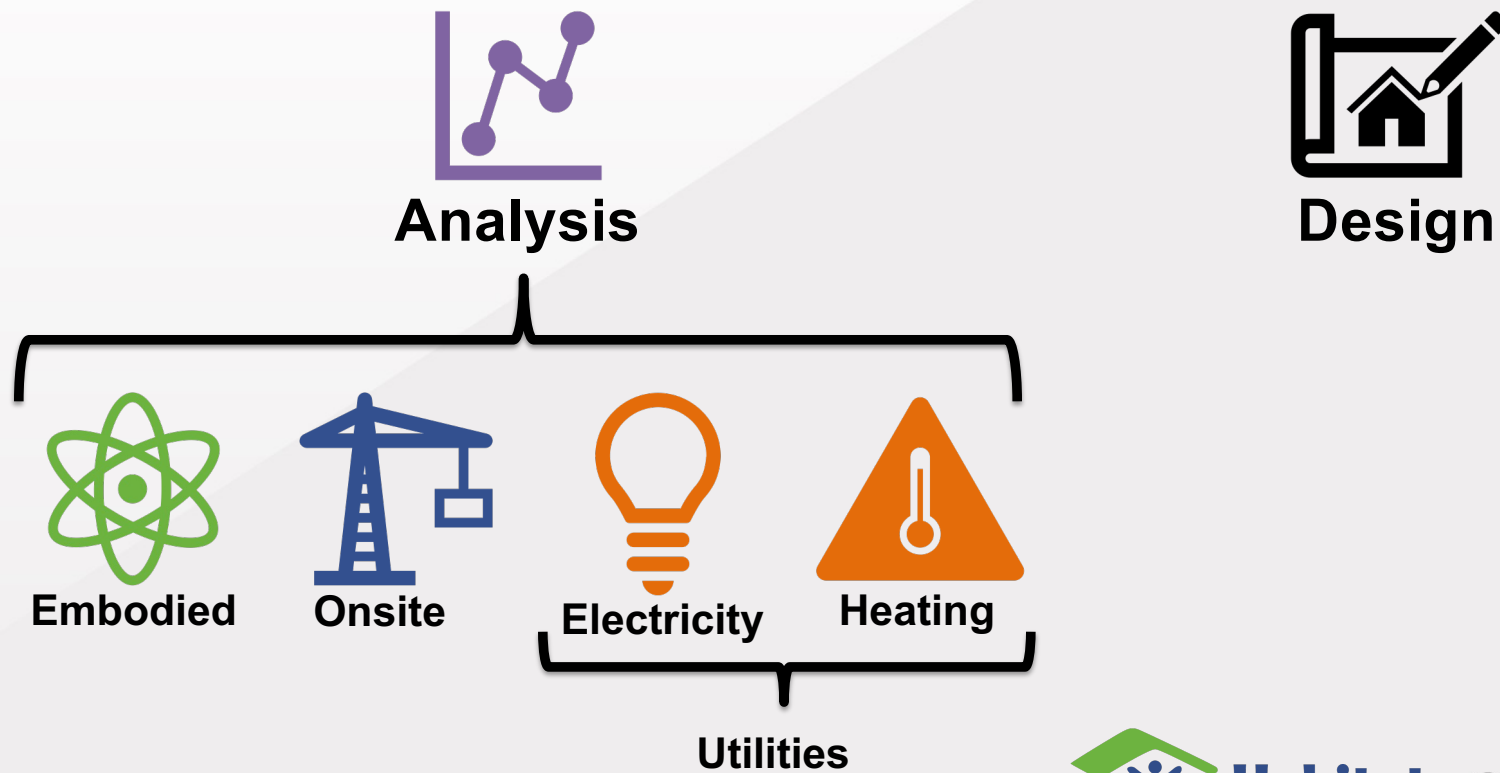 Analysis
Design
Embodied
Onsite
Electricity
Heating
Utilities